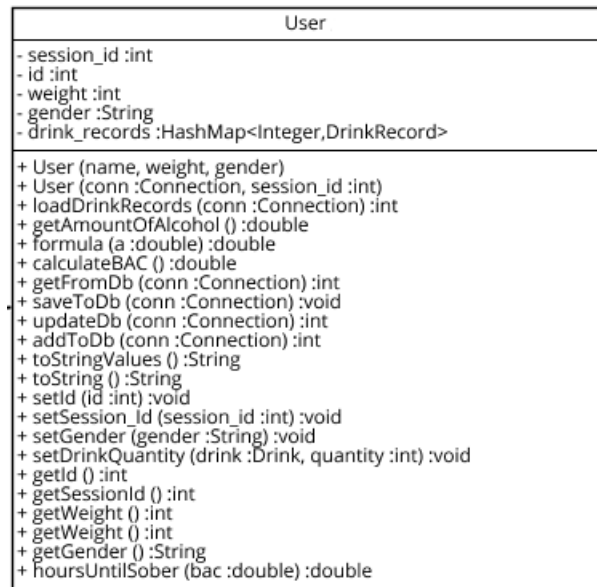 User
- session_id :int
- id :int
- weight :int
- gender :String
- drink_records :HashMap<Integer,DrinkRecord>
+ User (name, weight, gender)
+ User (conn :Connection, session_id :int)
+ loadDrinkRecords (conn :Connection) :int
+ getAmountOfAlcohol () :double
+ formula (a :double) :double
+ calculateBAC () :double
+ getFromDb (conn :Connection) :int
+ saveToDb (conn :Connection) :void
+ updateDb (conn :Connection) :int
+ addToDb (conn :Connection) :int
+ toStringValues () :String
+ toString () :String
+ setId (id :int) :void
+ setSession_Id (session_id :int) :void
+ setGender (gender :String) :void
+ setDrinkQuantity (drink :Drink, quantity :int) :void
+ getId () :int
+ getSessionId () :int
+ getWeight () :int
+ getWeight () :int
+ getGender () :String
+ hoursUntilSober (bac :double) :double